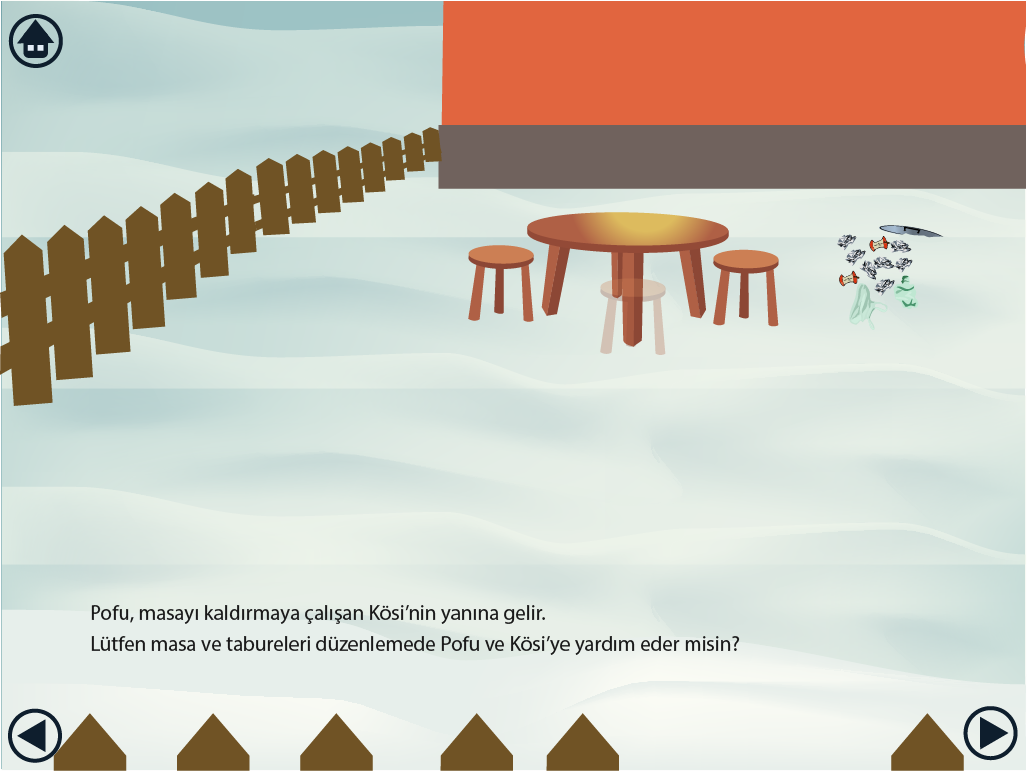 Pofu, masayı kaldırmaya çalışan Kösi’nin yanına gelir.
Lütfen masa ve tabureleri düzenlemede Pofu ve Kösi’ye yardım eder misin?